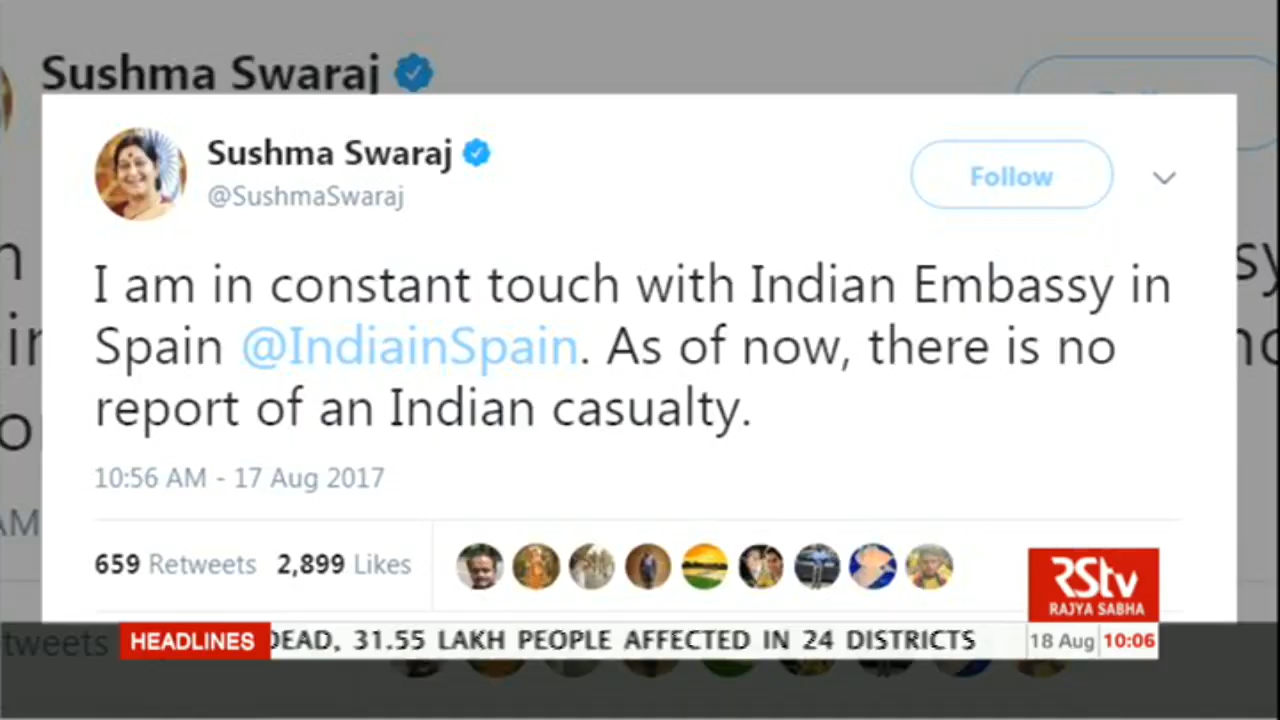 Sushma Swaraj
Sushma Swaraj
@SushmaSwaraj
Follow
I am in constant touch with Indian Embassy in
Spain @IndiainSpain. As of now, there is no
report of an Indian casualty.
10:56 AM - 17 Aug 2017
659 Retweets 2,899 Likes
RStv
RAJYA SABHA
HEADLINES DEAD, 31.55 LAKH PEOPLE AFFECTED IN 24 DISTRICTS
18 Aug 10:06